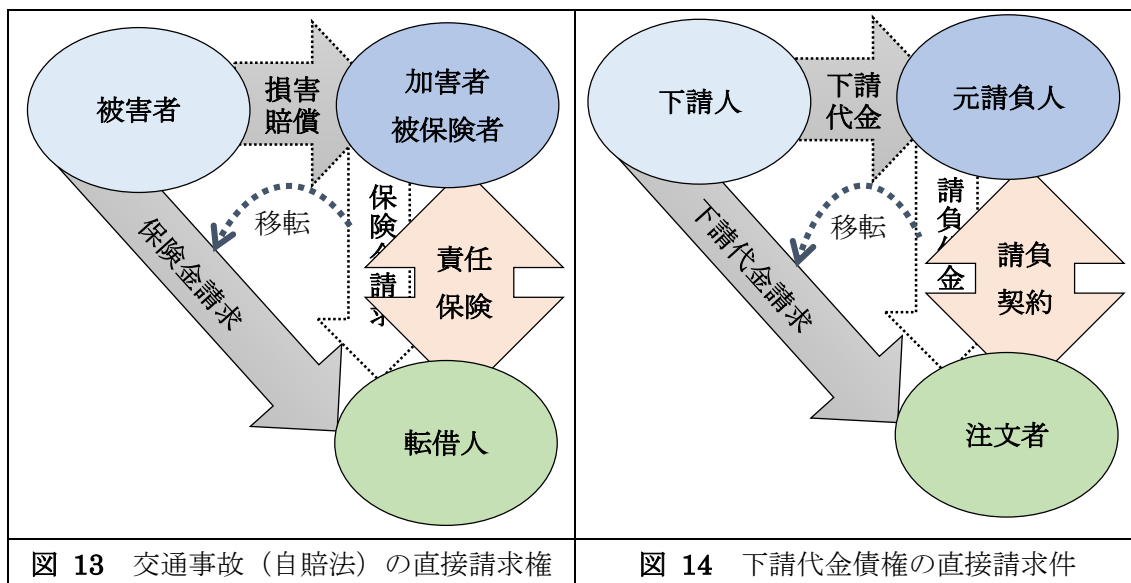 被害者
損害
賠償
加害者
被保険者
移転
保険金請求
責任
保険
保険金請求
転借人
図 13 交通事故（自賠法）の直接請求権
下請人
下請
代金
元請負人
移転
請負代金
請負
契約
下請代金請求
注文者
図 14 下請代金債権の直接請求件